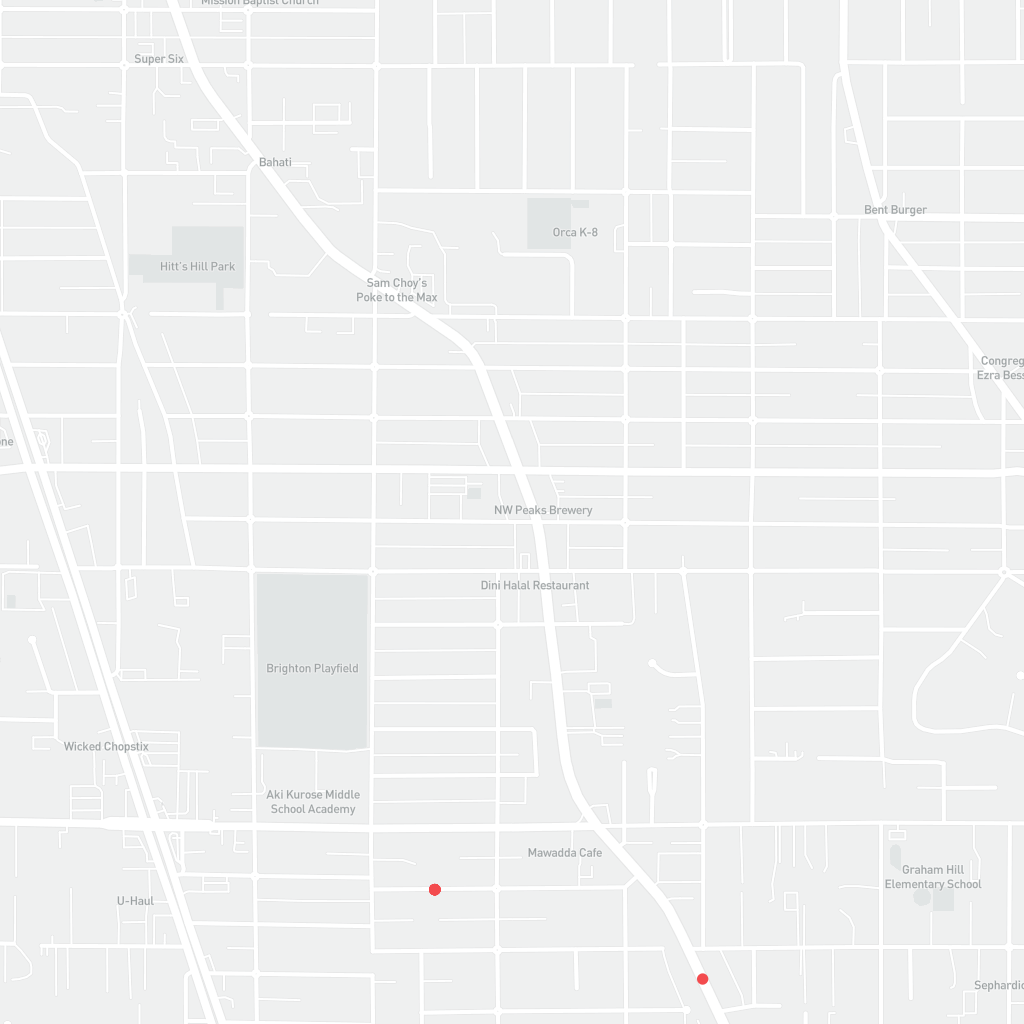 Mission Baptist Church
Super Six
Bahati
Bent Burger
Orca K-8
Hitt's Hill Park
Sam Choy's
Poke to the Max
Congreg
Ezra Bess
ne
NW Peaks Brewery
Dini Halal Restaurant
Brighton Playfield
Wicked Chopstix
Aki Kurose Middle
School Academy
Mawadda Cafe
Graham Hill
Elementary School
U-Haul
Sephardic